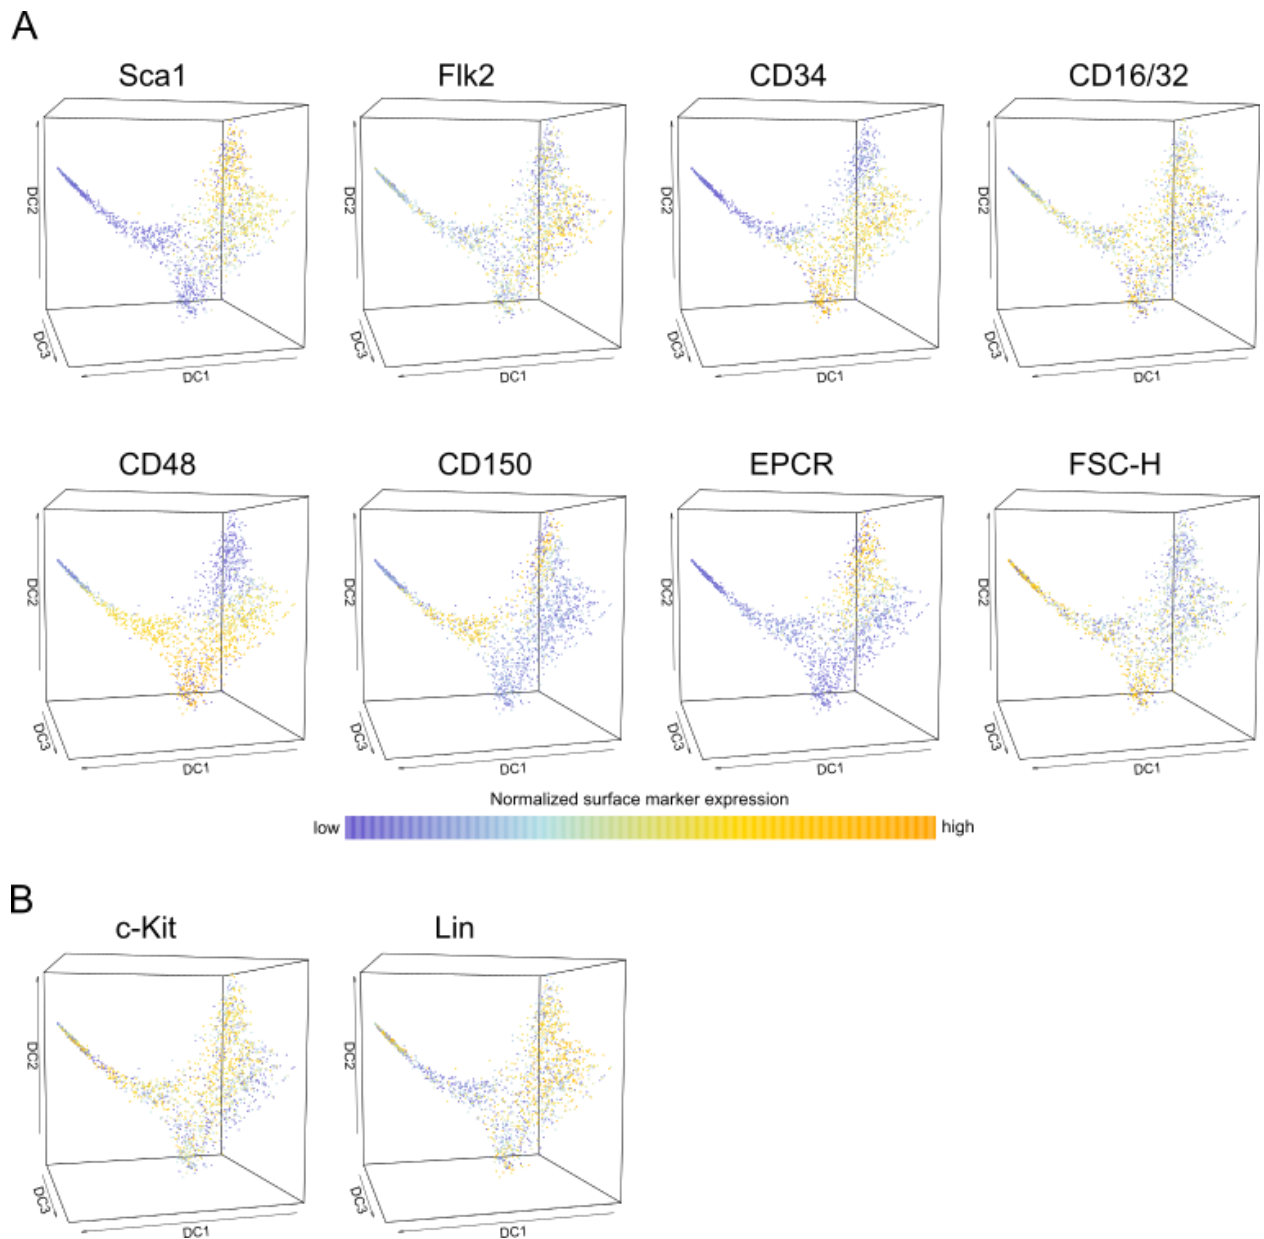 A
Sca1 Flk2 CD34 CD16/32
DC2 DC2 DC2 DC2
DC3 DC3 DC3 DC3
DC1 DC1 DC1 DC1
CD48 CD150 EPCR FSC-H
DC2 DC2 DC2 DC2
DC3 DC3 DC3 DC3
DC1 DC1 DC1 DC1
Normalized surface marker expression
low high
B
c-Kit Lin
DC2 DC2
DC3 DC3
DC1 DC1